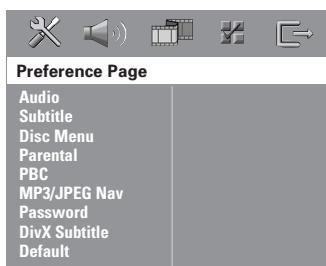 Preference Page
Audio
Subtitle
Disc Menu
Parental
PBC
MP3/JPEG Nav
Password
DivX Subtitle
Default